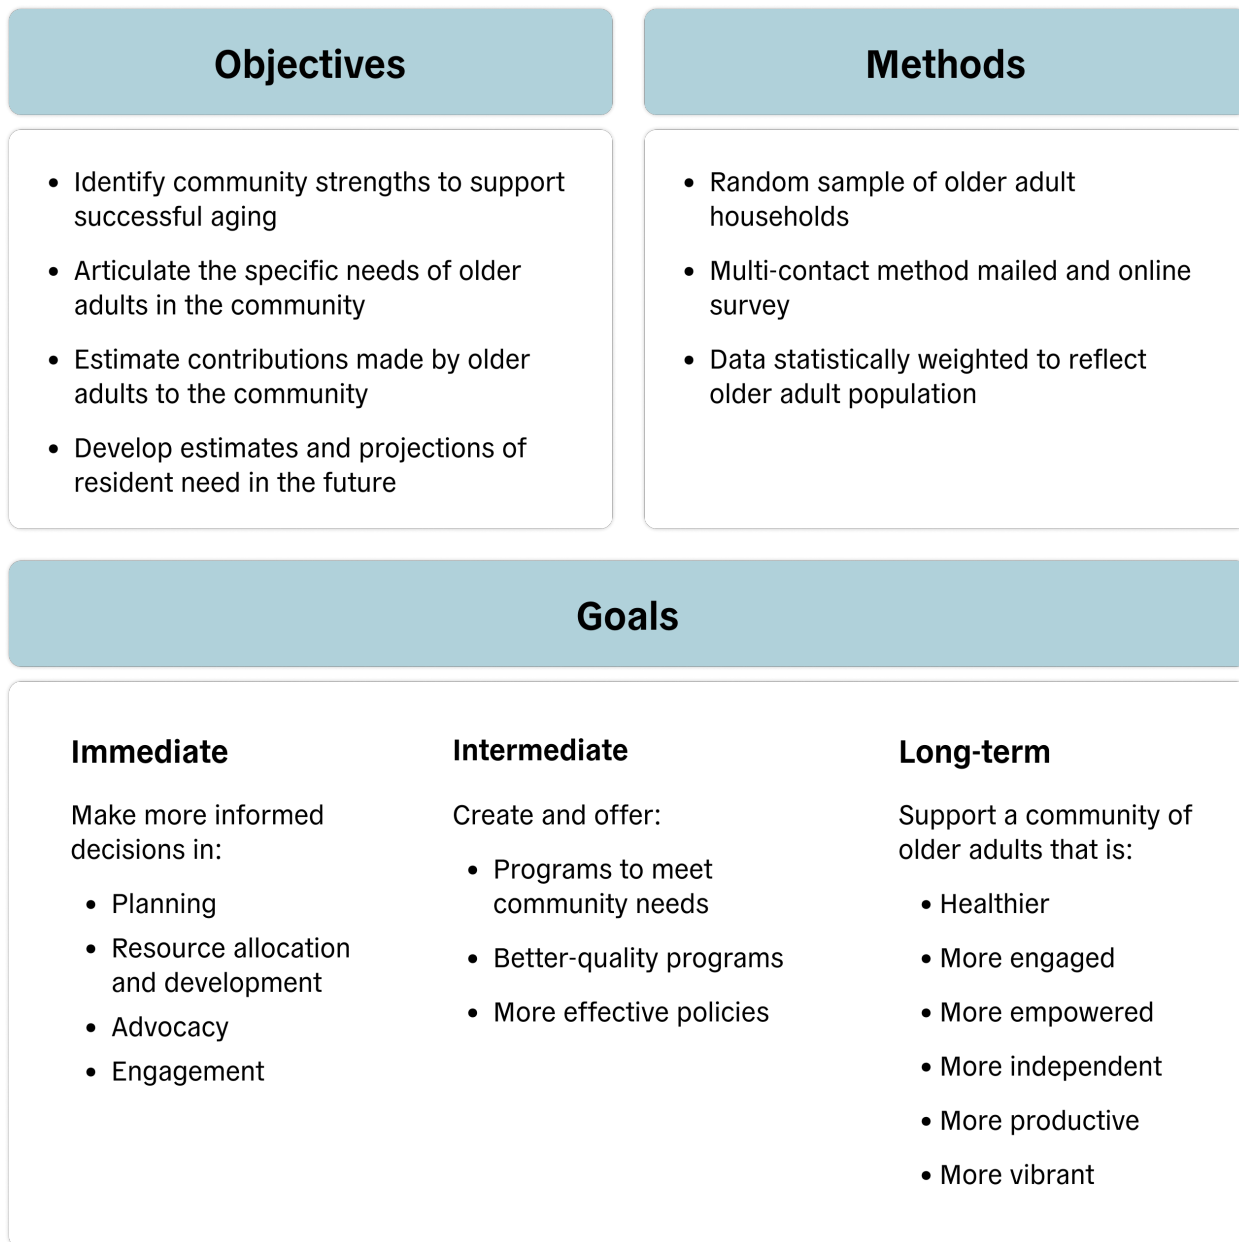 Objectives
• Identify community strengths to support
successful aging
• Articulate the specific needs of older
adults in the community
• Estimate contributions made by older
adults to the community
• Develop estimates and projections of
resident need in the future
Methods
• Random sample of older adult
households
• Multi-contact method mailed and online
survey
• Data statistically weighted to reflect
older adult population
Goals
Immediate
Make more informed
decisions in:
• Planning
• Resource allocation
and development
• Advocacy
• Engagement
Intermediate
Create and offer:
• Programs to meet
community needs
• Better-quality programs
• More effective policies
Long-term
Support a community of
older adults that is:
• Healthier
• More engaged
• More empowered
• More independent
• More productive
• More vibrant